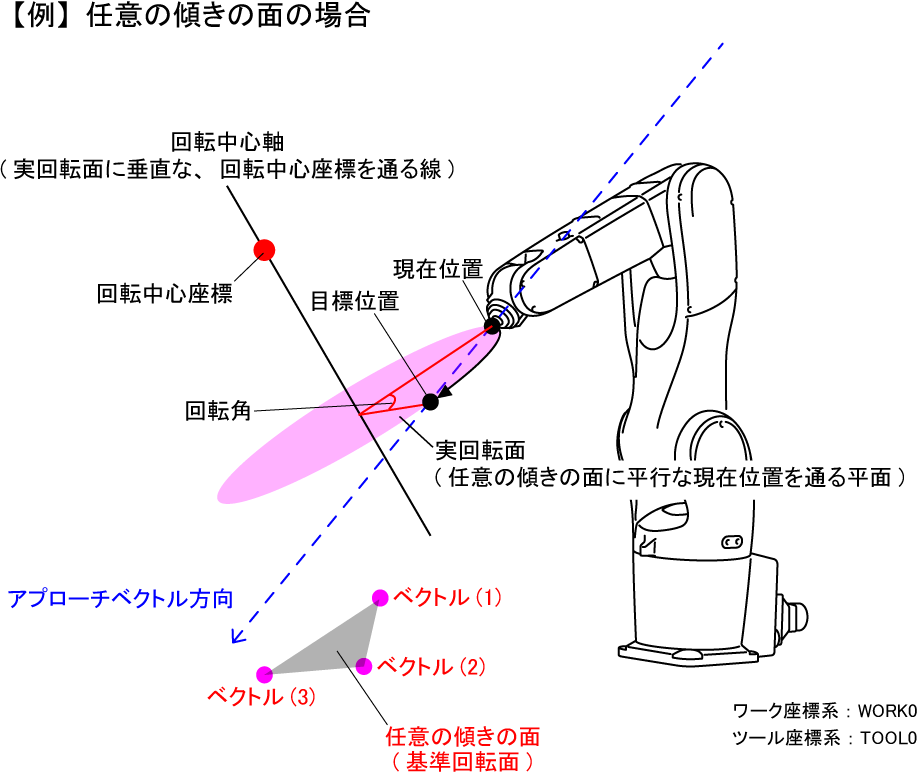 【例】任意の傾きの面の場合
回転中心軸
(実回転面に垂直な、回転中心座標を通る線)
回転中心座標
現在位置
目標位置
回転角
実回転面
(任意の傾きの面に平行な現在位置を通る平面)
アプローチベクトル方向
ベクトル(1)
ベクトル(2)
ベクトル(3)
任意の傾きの面
(基準回転面)
ワーク座標系：WORK0
ツール座標系：TOOL0